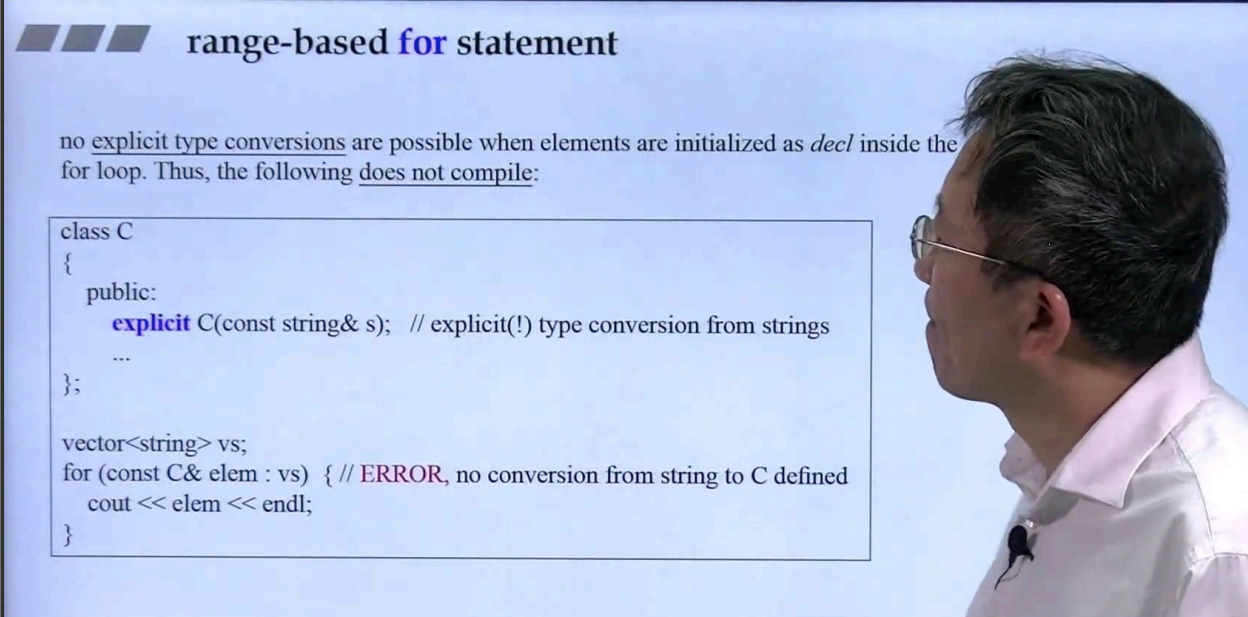 range-based for statement
no explicit type conversions are possible when elements are initialized as decl inside the
for loop. Thus, the following does not compile:
class C
{
public:
explicit C(const string& s);   // explicit(!) type conversion from strings
...
};
vector<string> vs;
for (const C& elem : vs)  { // ERROR, no conversion from string to C defined
cout << elem << endl;
}